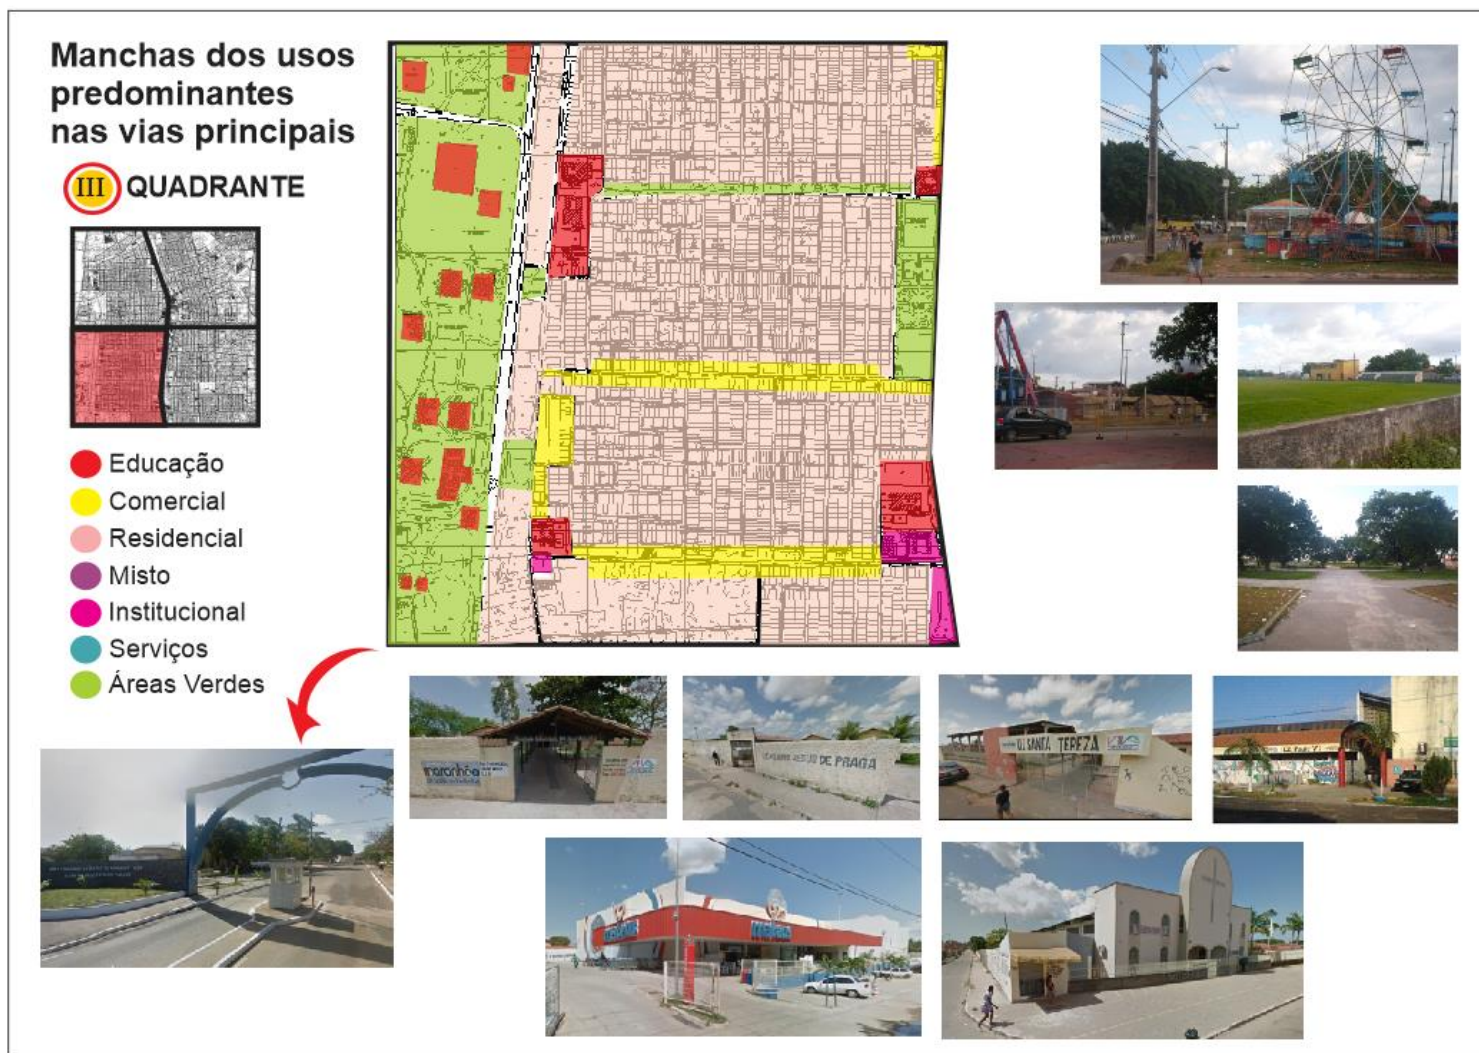 Manchas dos usos
predominantes
nas vias principais
III QUADRANTE
Educação
Comercial
Residencial
Misto
Institucional
Serviços
Áreas Verdes
maranhão
DE PRAGA
U.I. SANTA TEREZA